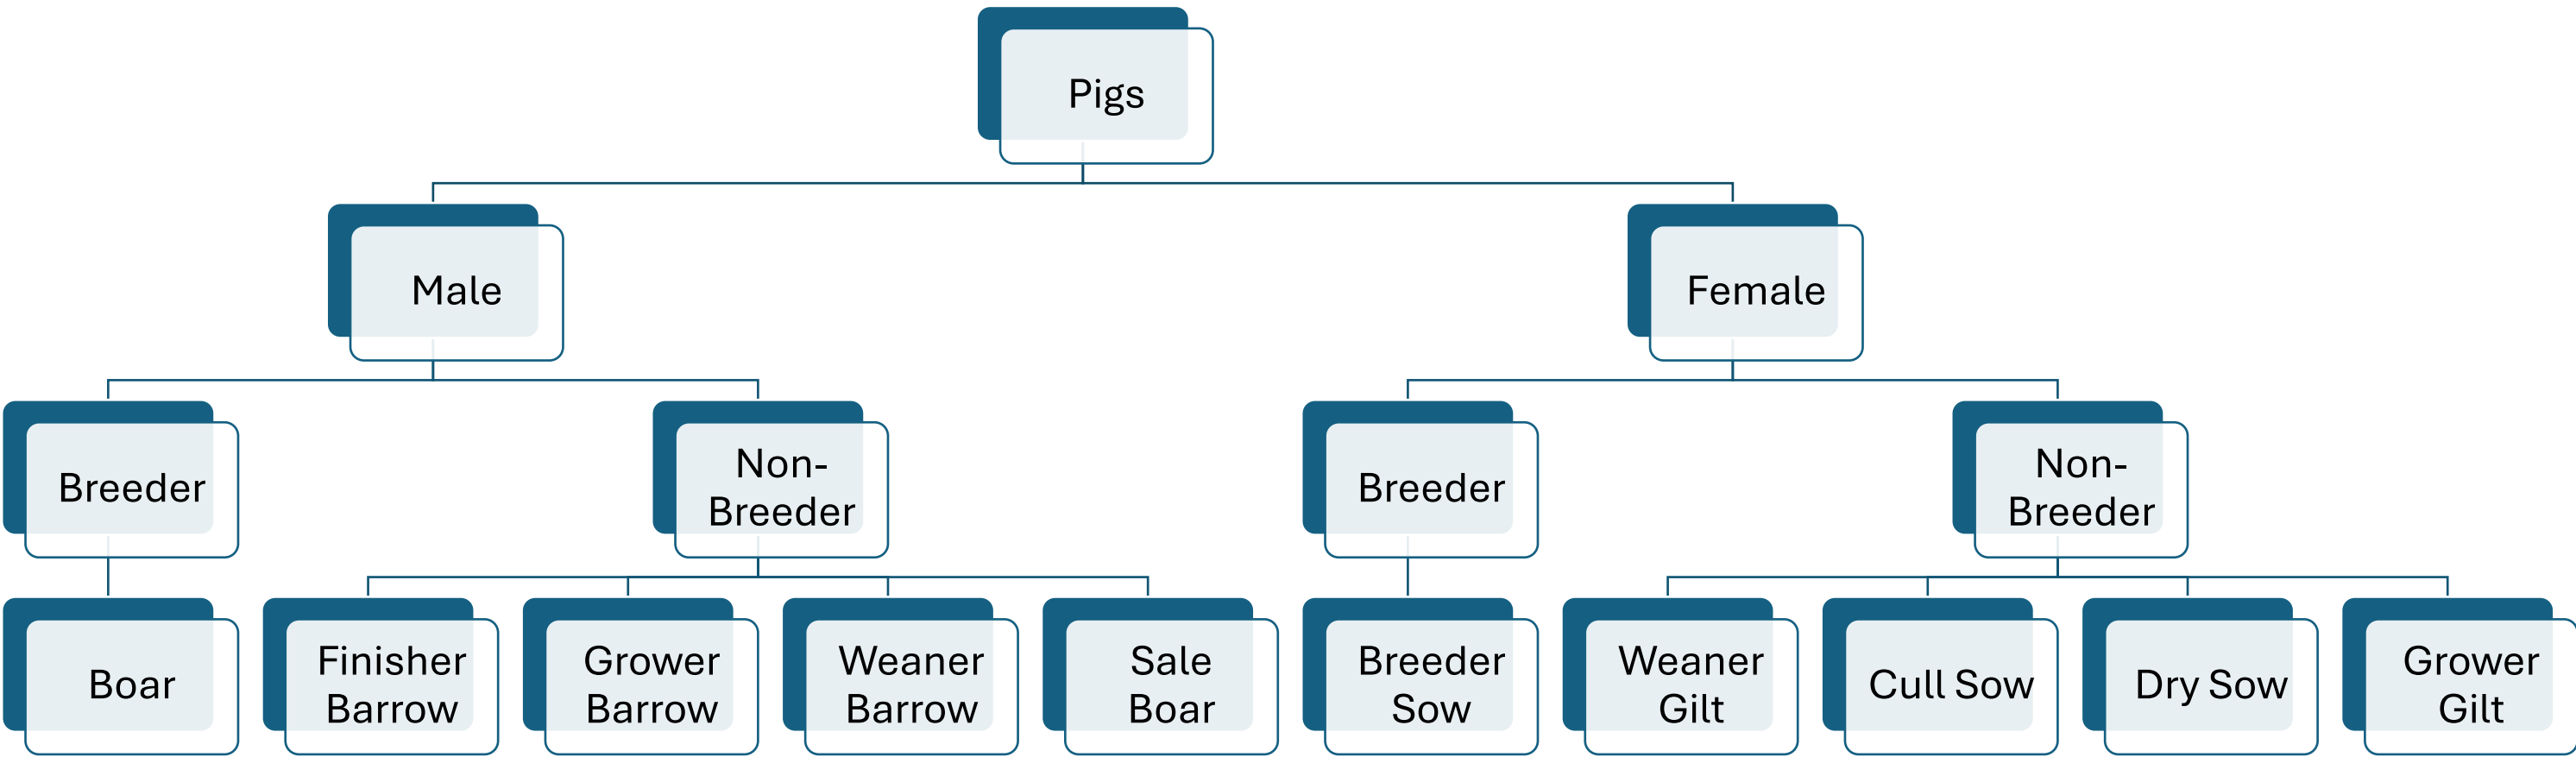 Pigs
Male
Female
Breeder
Non-
Breeder
Breeder
Non-
Breeder
Boar
Finisher
Barrow
Grower
Barrow
Weaner
Barrow
Sale
Boar
Breeder
Sow
Weaner
Gilt
Cull Sow
Dry Sow
Grower
Gilt